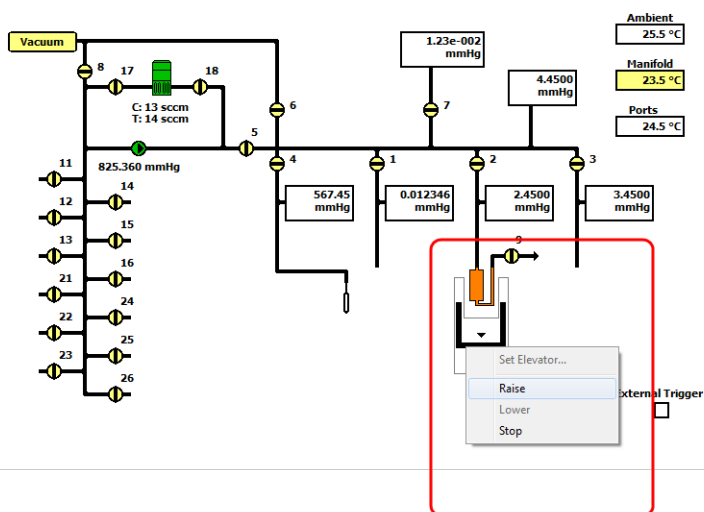 Ambient
25.5 °C
Vacuum
1.23e-002
mmHg
8
17
18
Manifold
23.5 °C
4.4500
mmHg
C: 13 sccm
T: 14 sccm
6
7
Ports
24.5 °C
5
825.360 mmHg
4
1
2
3
11
14
567.45
mmHg
0.012346
mmHg
2.4500
mmHg
3.4500
mmHg
12
15
13
9
16
21
24
22
25
23
Set Elevator...
26
Raise
External Trigger
Lower
Stop